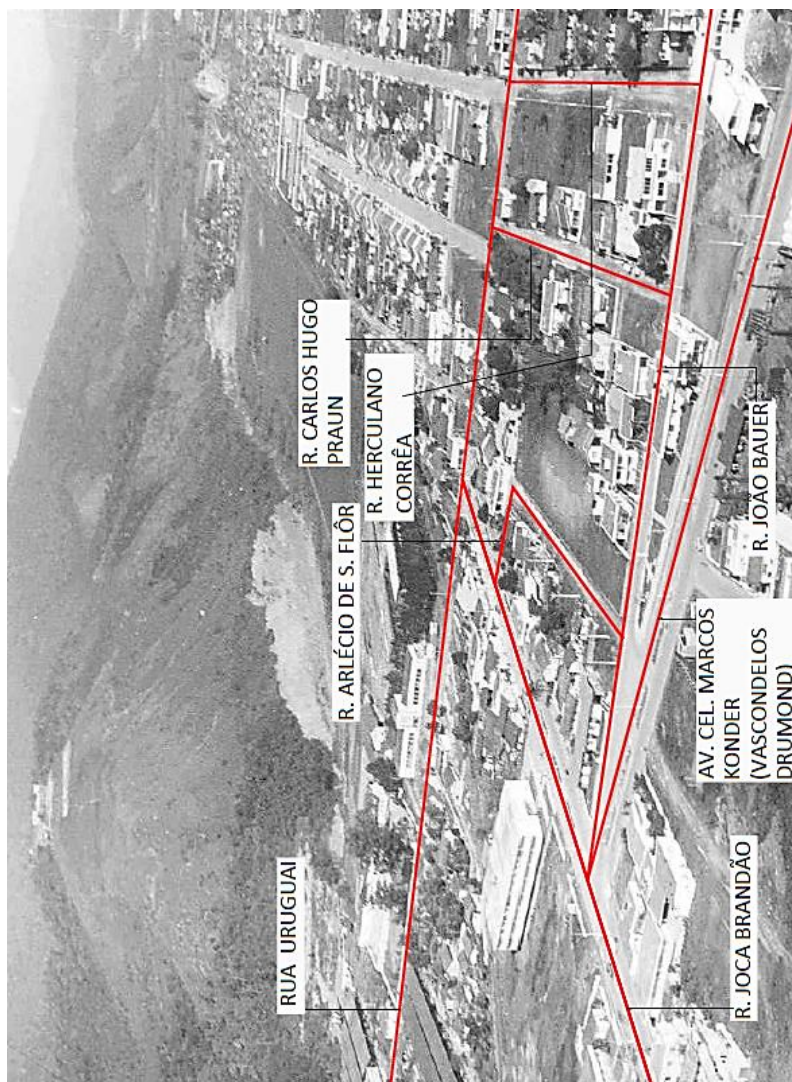 RUA URUGUAI
R. CARLOS HUGO
PRAUN
R. ARLÉCIO DE S. FLÔR
R. HERCULANO
CORRÊA
R. JOCA BRANDÃO
AV. CEL. MARCOS
KONDER
(VASCONDELOS
DRUMOND)
R. JOÃO BAUER